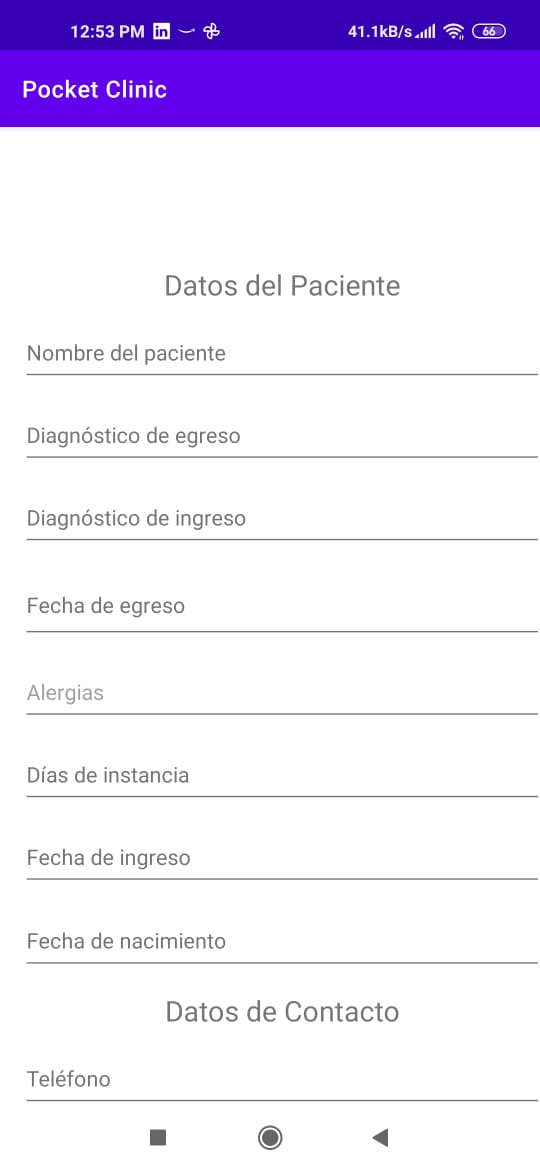 12:53 PM in 41.1kB/s 66
Pocket Clinic
Datos del Paciente
Nombre del paciente
Diagnóstico de egreso
Diagnóstico de ingreso
Fecha de egreso
Alergias
Días de instancia
Fecha de ingreso
Fecha de nacimiento
Datos de Contacto
Teléfono